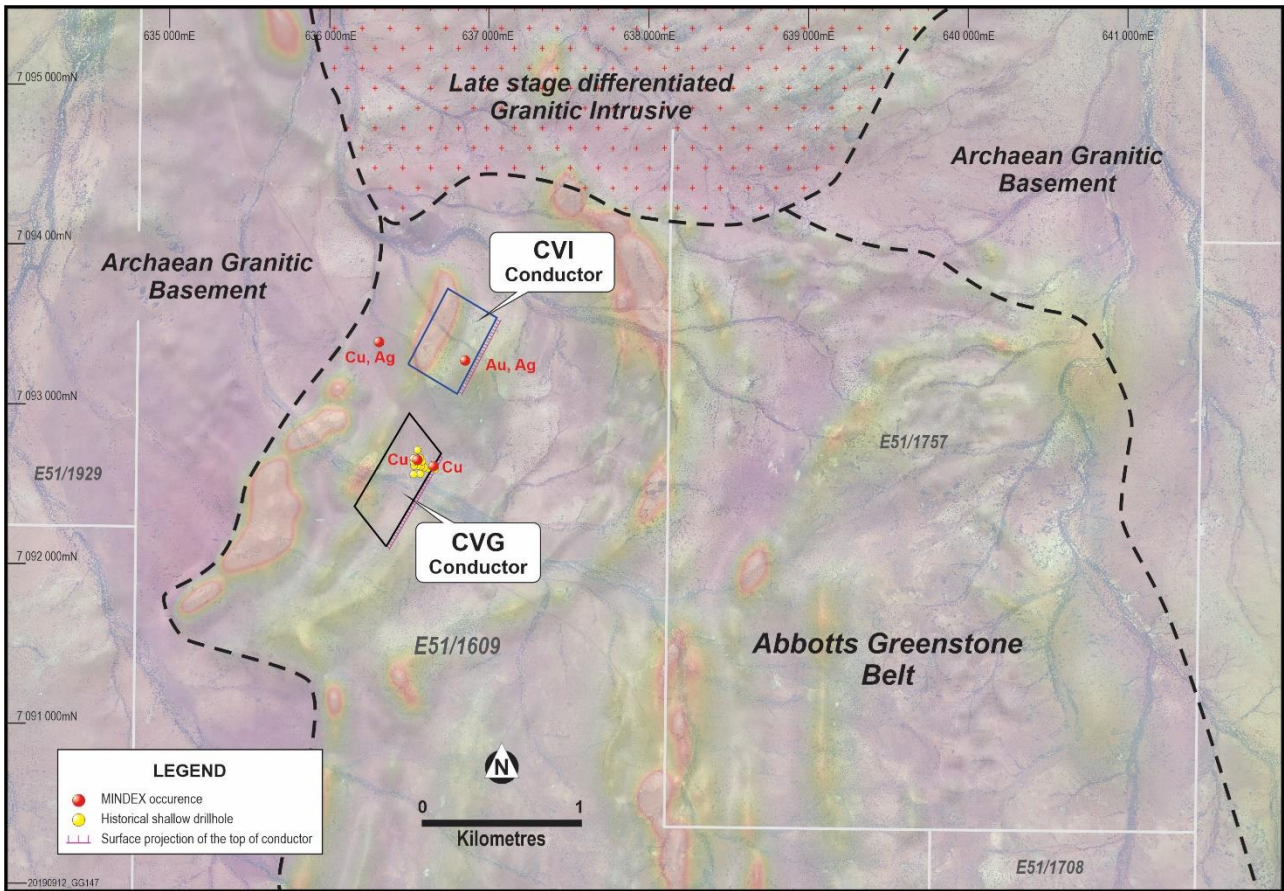 635 000mE
636 000mE
637 000mE
638 000mE
639 000mE
640 000mE
641 000mE
7 095 000mN
Late stage differentiated
Granitic Intrusive
Archaean Granitic
Basement
7 094 00mN
CVI
Conductor
Archaean Granitic
Basement
Cu, Ag
Au, Ag
7 093 000mN
E51/1757
Cu
Cu
E51/1929
CVG
Conductor
7 092 000mN
E51/1609
Abbotts Greenstone
Belt
7 091 000mN
LEGEND
MINDEX occurence
Historical shallow drillhole
Surface projection of the top of conductor
N
0
1
Kilometres
E51/1708
20190912_GG147